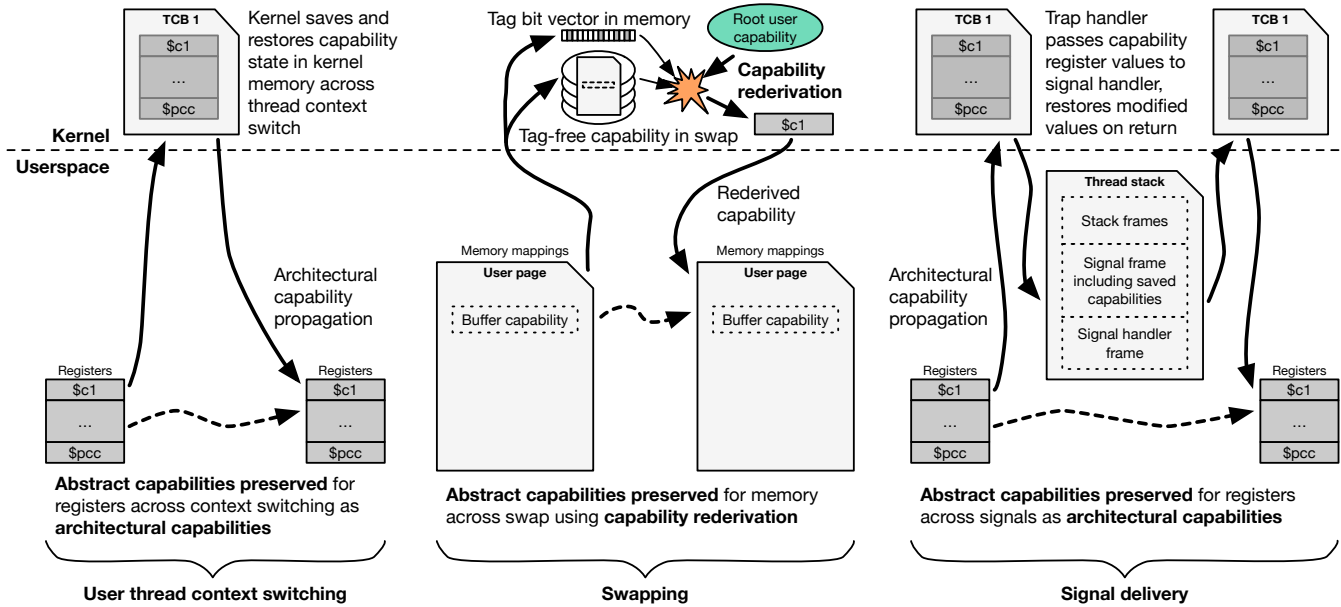 TCB 1
$c1
...
$pcc
Kernel saves and
restores capability
state in kernel
memory across
thread context
switch
Kernel
Userspace
Architectural
capability
propagation
Registers
$c1
...
$pcc
Registers
$c1
...
$pcc
Abstract capabilities preserved for
registers across context switching as
architectural capabilities
User thread context switching
Tag bit vector in memory
Root user
capability
Capability
rederivation
Tag-free capability in swap
$c1
Rederived
capability
Memory mappings
User page
Buffer capability
Memory mappings
User page
Buffer capability
Abstract capabilities preserved for memory
across swap using capability rederivation
Swapping
TCB 1
$c1
...
$pcc
Trap handler
passes capability
register values to
signal handler,
restores modified
values on return
TCB 1
$c1
...
$pcc
Thread stack
Stack frames
Signal frame
including saved
capabilities
Signal handler
frame
Architectural
capability
propagation
Registers
$c1
...
$pcc
Registers
$c1
...
$pcc
Abstract capabilities preserved for registers
across signals as architectural capabilities
Signal delivery